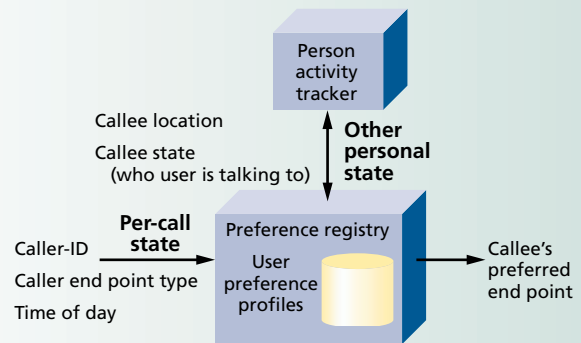 Person
activity
tracker
Callee location
Callee state
(who user is talking to)
Other
personal
state
Per-call
state
Caller-ID
Caller end point type
Time of day
Preference registry
User
preference
profiles
Callee's
preferred
end point